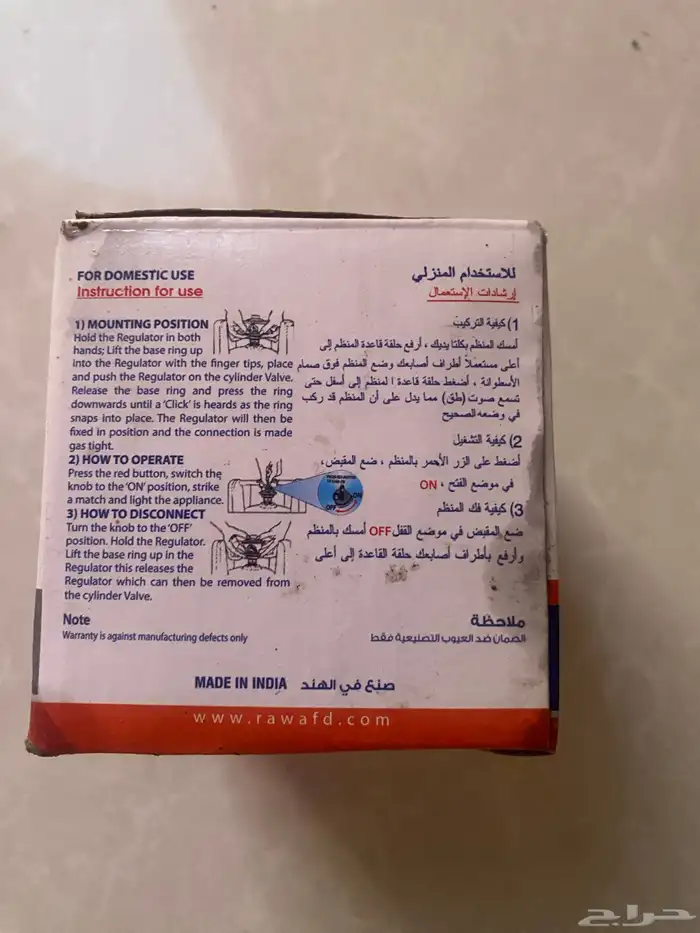 FOR DOMESTIC USE
Instruction for use
1) MOUNTING POSITION
Hold the Regulator in both
hands; Lift the base ring up
into the Regulator with the finger tips, place
and push the Regulator on the cylinder Valve.
Release the base ring and press the ring
downwards until a 'Click' is heards as the ring
snaps into place. The Regulator will then be
fixed in position and the connection is made
gas tight.
2) HOW TO OPERATE
Press the red button, switch the
knob to the 'ON' position, strike
a match and light the appliance.
3) HOW TO DISCONNECT
Turn the knob to the 'OFF'
position. Hold the Regulator.
Lift the base ring up in the
Regulator this releases the
Regulator which can then be removed from
the cylinder Valve.
Note
Warranty is against manufacturing defects only
ON
OFF
للاستخدام المنزلي
إرشادات الإستعمال
1) كيفية التركيب
أمسك المنظم بكلتا يديك ، أرفع حلقة قاعدة المنظم إلى
أعلى مستعملاً أطراف أصابعك وضع المنظم فوق صمام
الأسطوانة ، أضغط حلقة قاعدة ا لمنظم إلى أسفل حتى
تسمع صوت (طق) مما يدل على أن المنظم قد ركب
في وضعه الصحيح
2) كيفية التشغيل
أضغط على الزر الأحمر بالمنظم ، ضع المقبض،
في موضع الفتح ، ON
3) كيفية فك المنظم
ضع المقبض في موضع القفل OFF أمسك بالمنظم
وأرفع بأطراف أصابعك حلقة القاعدة إلى أعلى
ملاحظة
الضمان ضد العيوب التصنيعية فقط
MADE IN INDIA صنع في الهند
www.rawafd.com
حراج